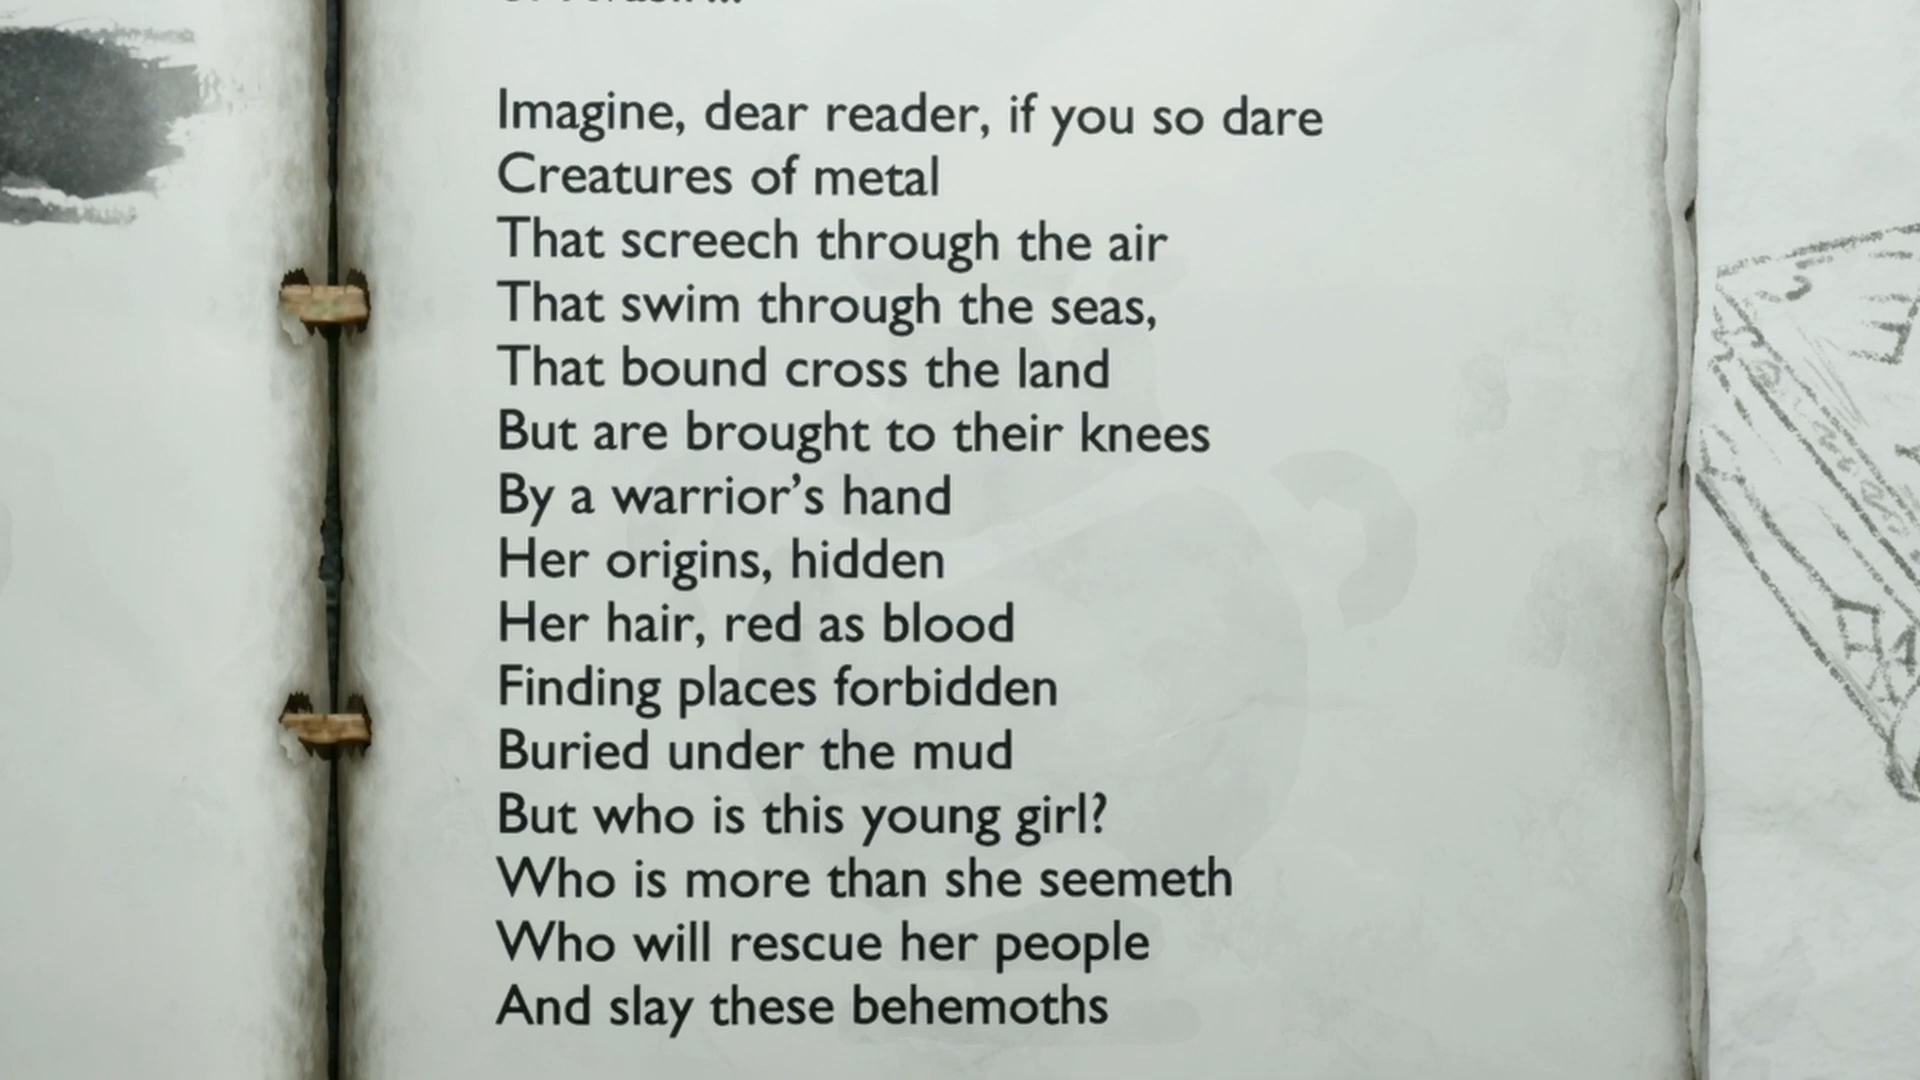 Imagine, dear reader, if you so dare
Creatures of metal
That screech through the air
That swim through the seas,
That bound cross the land
But are brought to their knees
By a warrior’s hand
Her origins, hidden
Her hair, red as blood
Finding places forbidden
Buried under the mud
But who is this young girl?
Who is more than she seemeth
Who will rescue her people
And slay these behemoths